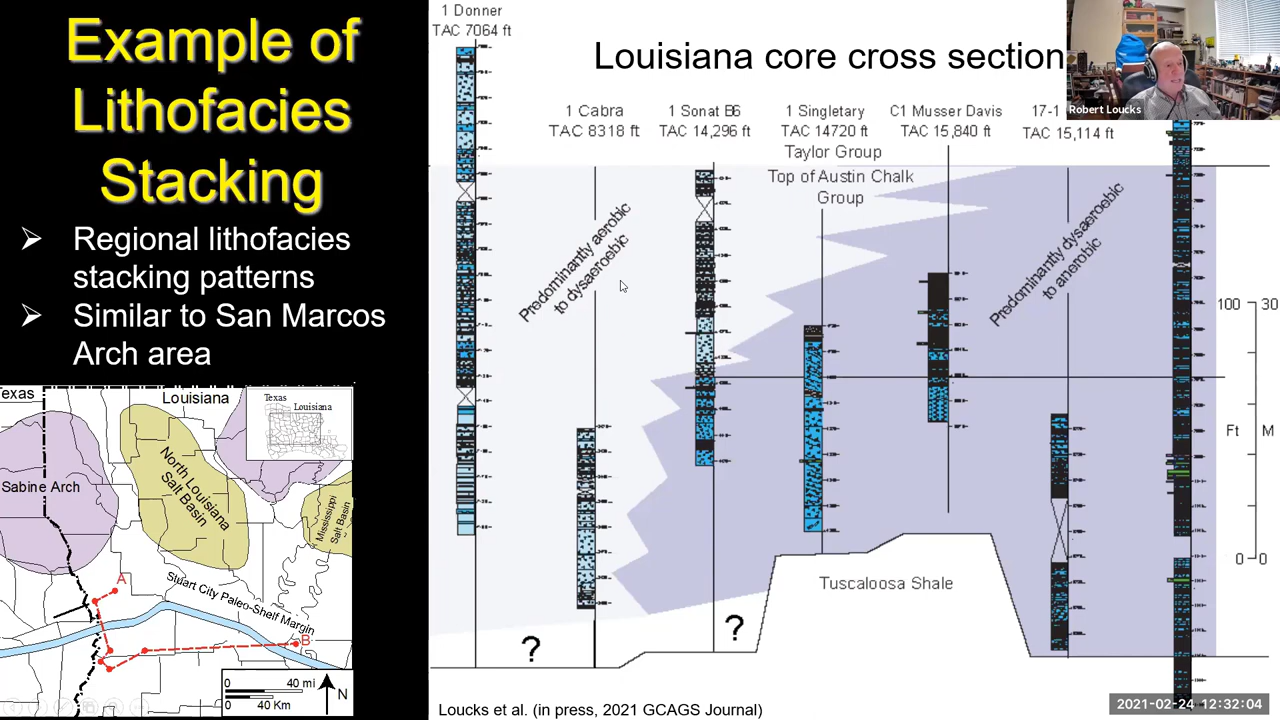 Example of
Lithofacies
Stacking
➢ Regional lithofacies
stacking patterns
➢ Similar to San Marcos
Arch area
Texas
Louisiana
Texas
Louisiana
Sabine Arch
North Louisiana
Salt Basin
Mississippi
Salt Basin
A
Stuart City Paleo-Shelf Margin
B
0 40 mi
0 40 Km
N
Louisiana core cross section
Robert Loucks
1 Donner
TAC 7064 ft
1 Cabra
TAC 8318 ft
1 Sonat B6
TAC 14,296 ft
1 Singletary
TAC 14720 ft
C1 Musser Davis
TAC 15,840 ft
17-1
TAC 15,114 ft
Taylor Group
Top of Austin Chalk
Group
Predominantly aerobic
to dysaeroebic
Predominantly dysaeroebic
to anerobic
100 30
Ft M
0 0
Tuscaloosa Shale
?
?
Loucks et al. (in press, 2021 GCAGS Journal)
2021-02-24 12:32:04